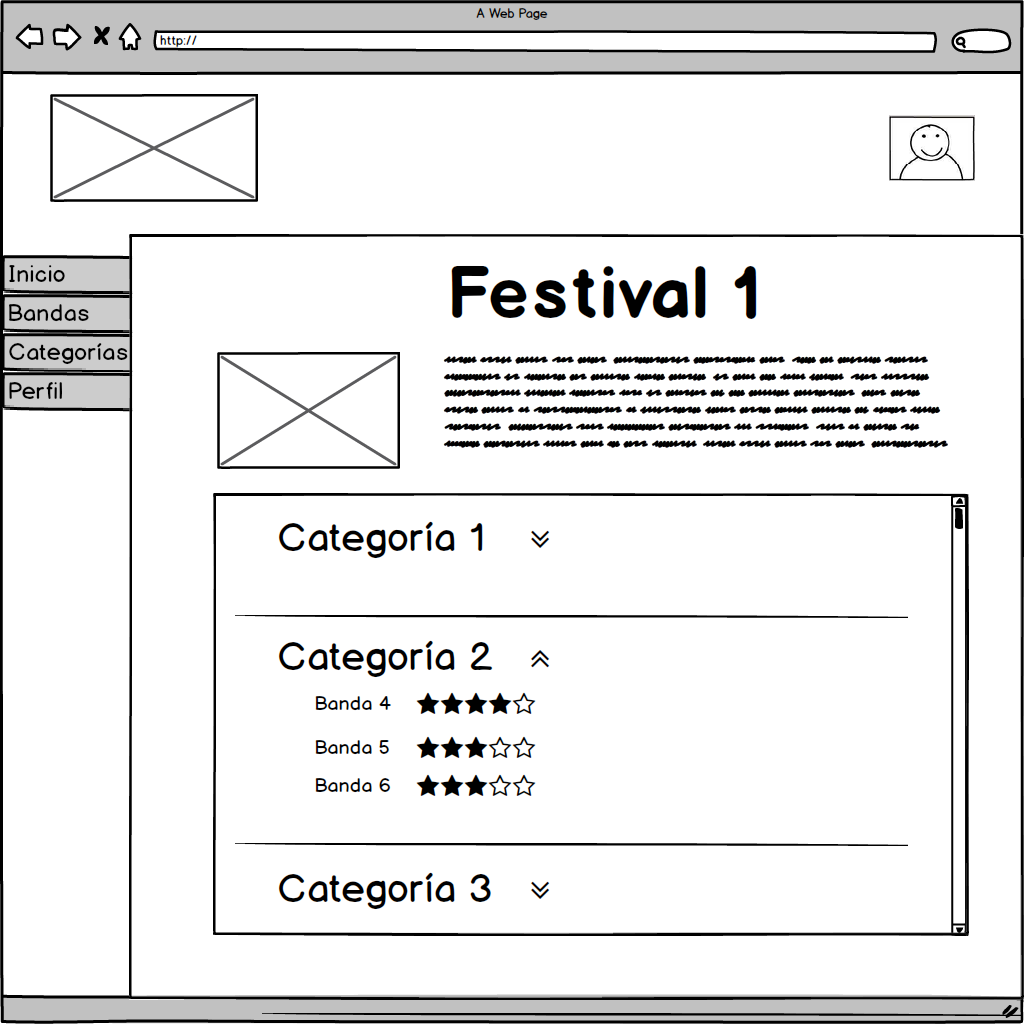 A Web Page
http://
Inicio
Bandas
Categorías
Perfil
Festival 1
Categoría 1
Categoría 2
Banda 4
Banda 5
Banda 6
Categoría 3